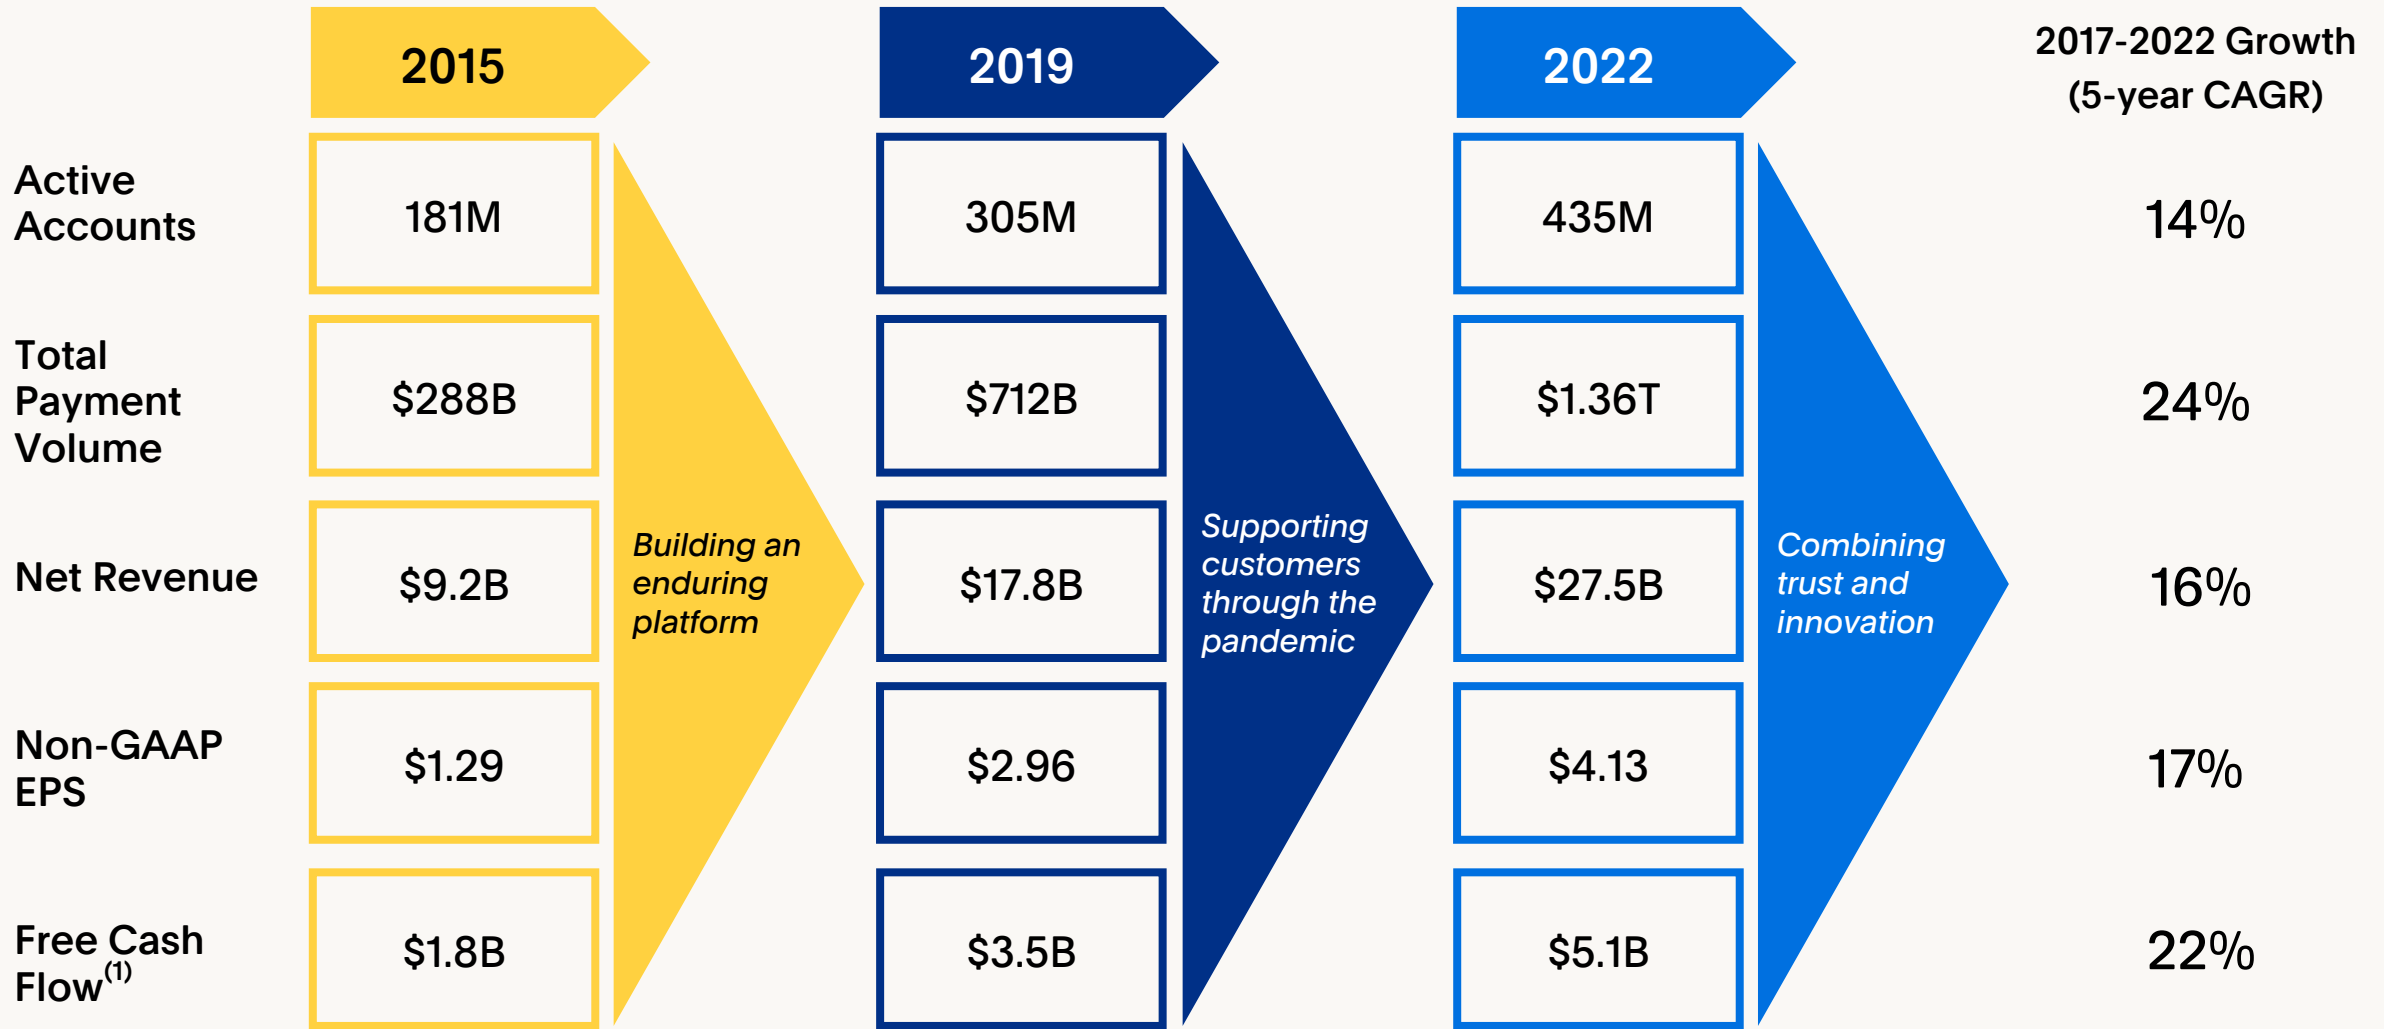 2015
2019
2022
2017-2022 Growth
(5-year CAGR)
Active
Accounts
181M
305M
435M
14%
Total
Payment
Volume
$288B
$712B
$1.36T
24%
Building an
enduring
platform
Supporting
customers
through the
pandemic
Combining
trust and
innovation
Net Revenue
$9.2B
$17.8B
$27.5B
16%
Non-GAAP
EPS
$1.29
$2.96
$4.13
17%
Free Cash
Flow(1)
$1.8B
$3.5B
$5.1B
22%